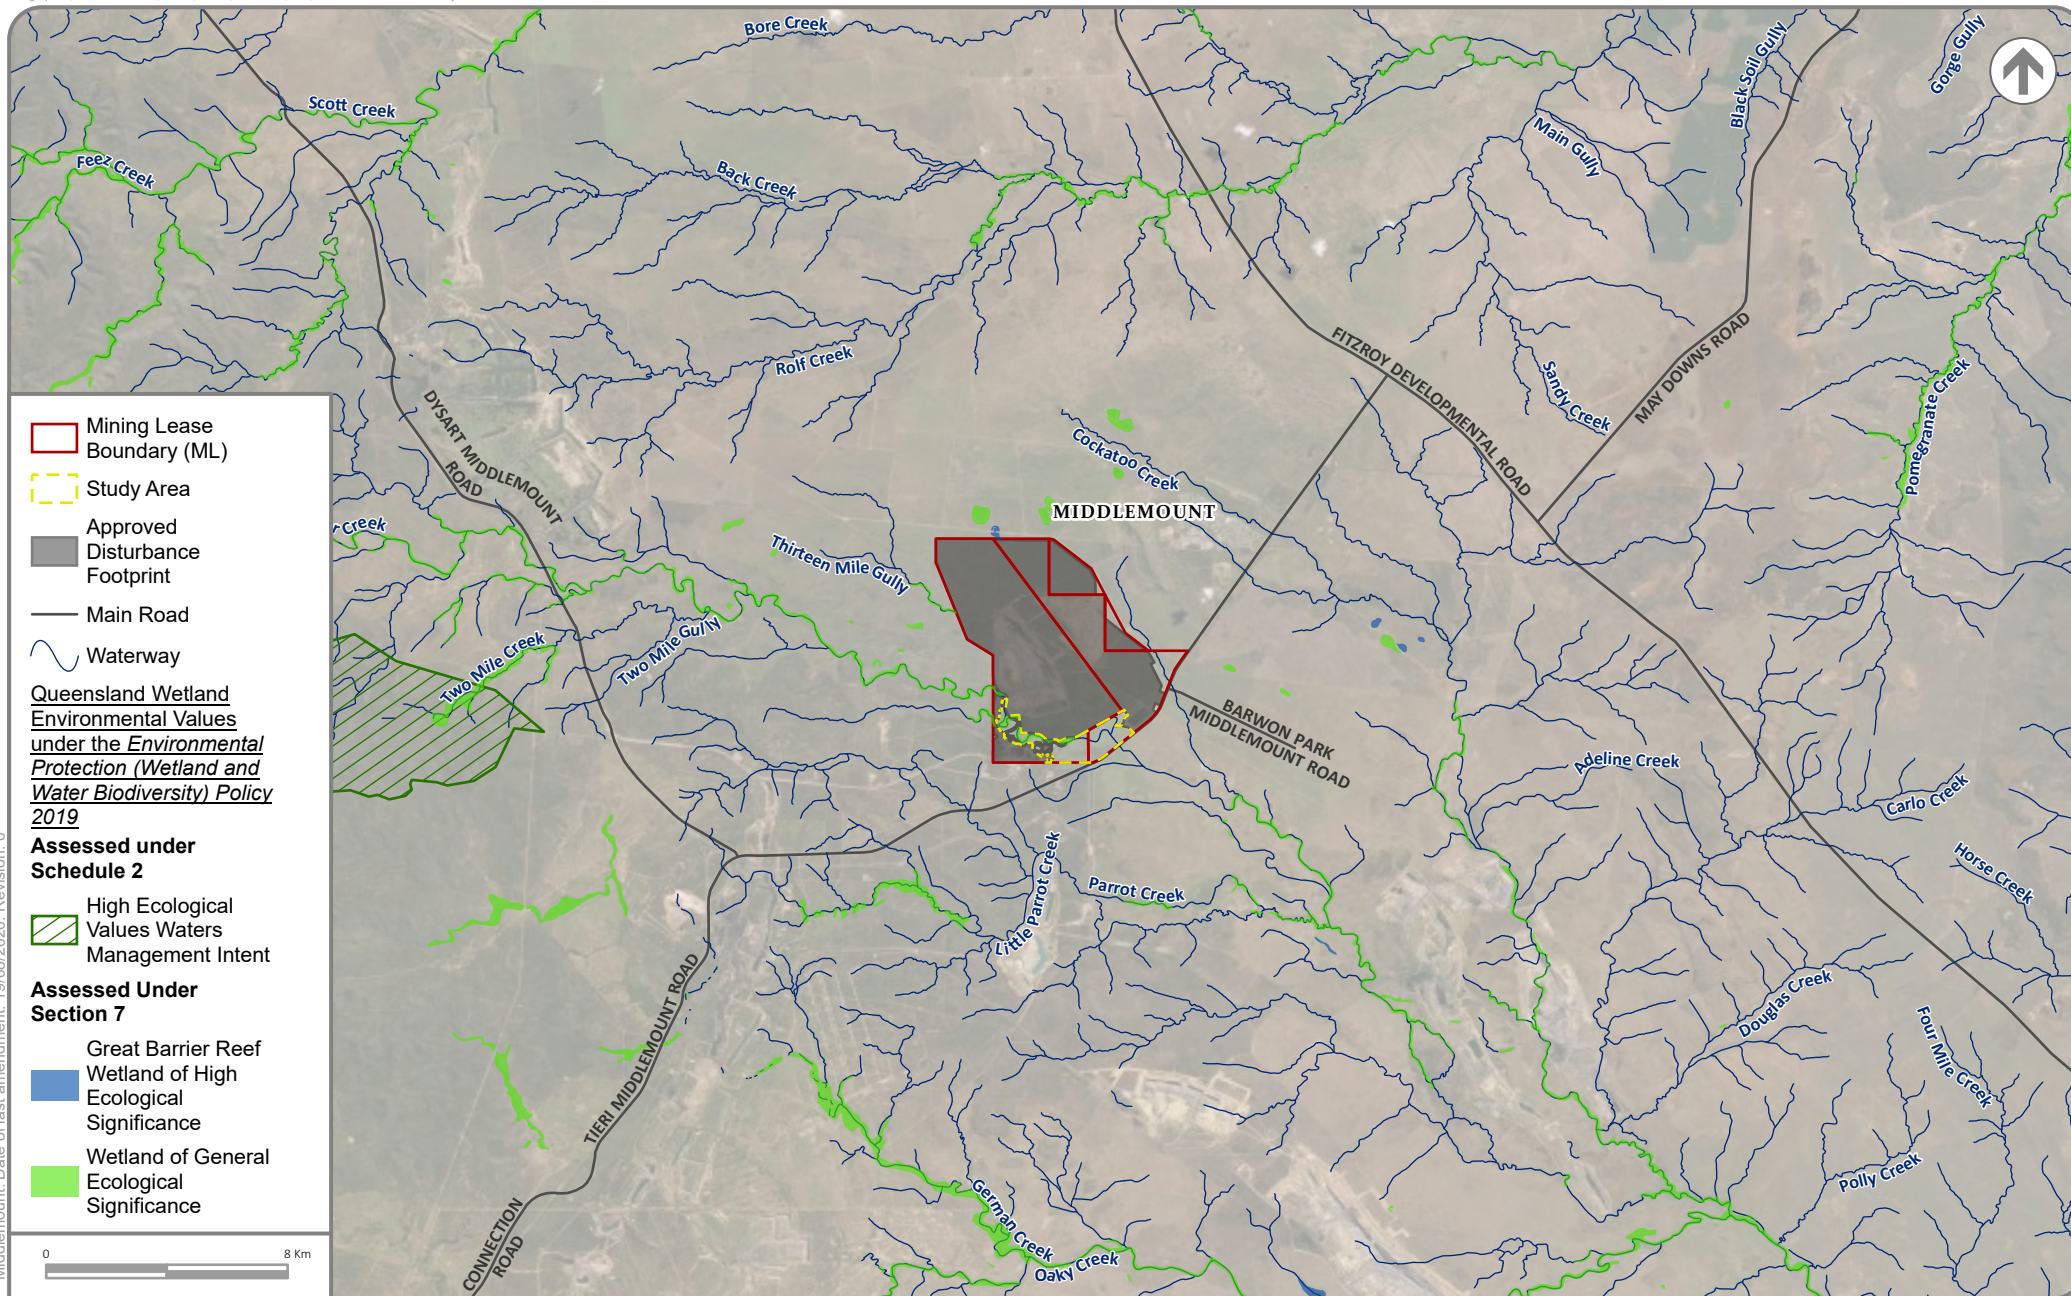 Bore Creek
Black Soil Gully
Gorge Gully
Scott Creek
Main Gully
Feez Creek
Back Creek
Rolf Creek
FITZROY DEVELOPMENTAL ROAD
MAY DOWNS ROAD
Sandy Creek
Pomegranate Creek
DYSART MIDDLEMOUNT
ROAD
Cockatoo Creek
MIDDLEMOUNT
Creek
Thirteen Mile Gully
Two Mile Creek
Two Mile Gully
BARWON PARK
MIDDLEMOUNT ROAD
Adeline Creek
Carlo Creek
Horse Creek
Little Parrot Creek
Parrot Creek
Douglas Creek
Four Mile Creek
TIERI MIDDLEMOUNT ROAD
Polly Creek
German Creek
Oaky Creek
CONNECTION
ROAD
Mining Lease
Boundary (ML)
Study Area
Approved
Disturbance
Footprint
Main Road
Waterway
Queensland Wetland
Environmental Values
under the Environmental
Protection (Wetland and
Water Biodiversity) Policy
2019
Assessed under
Schedule 2
High Ecological
Values Waters
Management Intent
Assessed Under
Section 7
Great Barrier Reef
Wetland of High
Ecological
Significance
Wetland of General
Ecological
Significance
0 8 Km